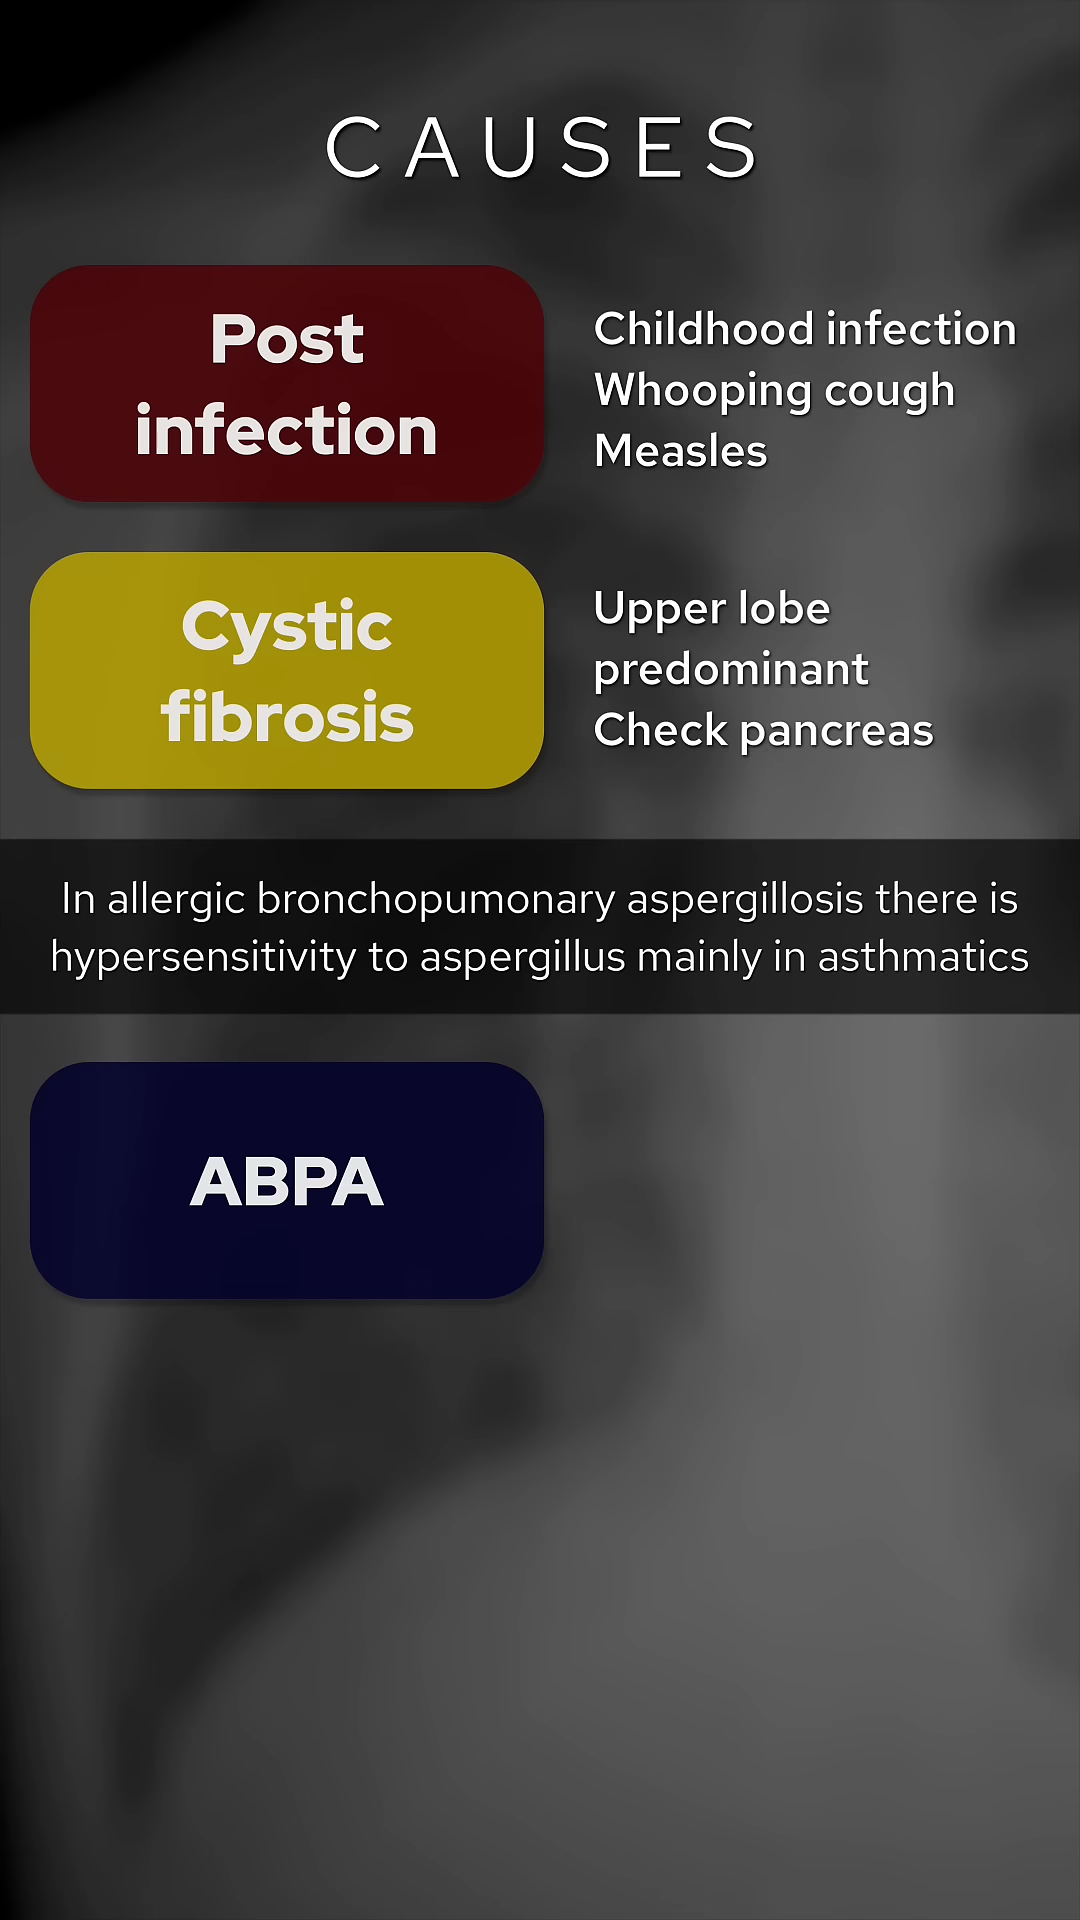 CAUSES
Post
infection
Childhood infection
Whooping cough
Measles
Cystic
fibrosis
Upper lobe
predominant
Check pancreas
In allergic bronchopumonary aspergillosis there is
hypersensitivity to aspergillus mainly in asthmatics
ABPA